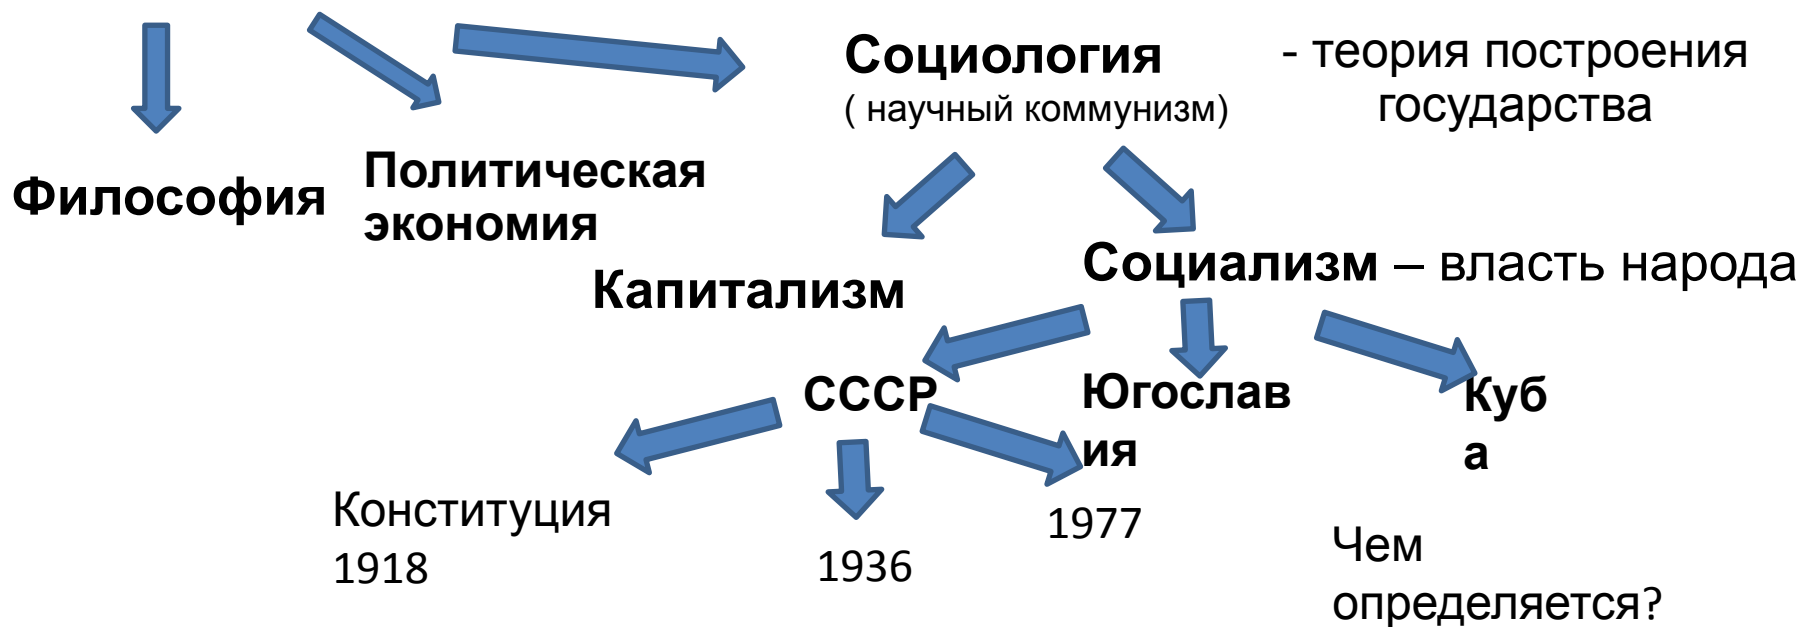 Социология
( научный коммунизм)
- теория построения
государства
Философия
Политическая
экономия
Капитализм
Социализм – власть народа
СССР
Югослав
ия
Куб
а
Конституция
1918
1936
1977
Чем
определяется?